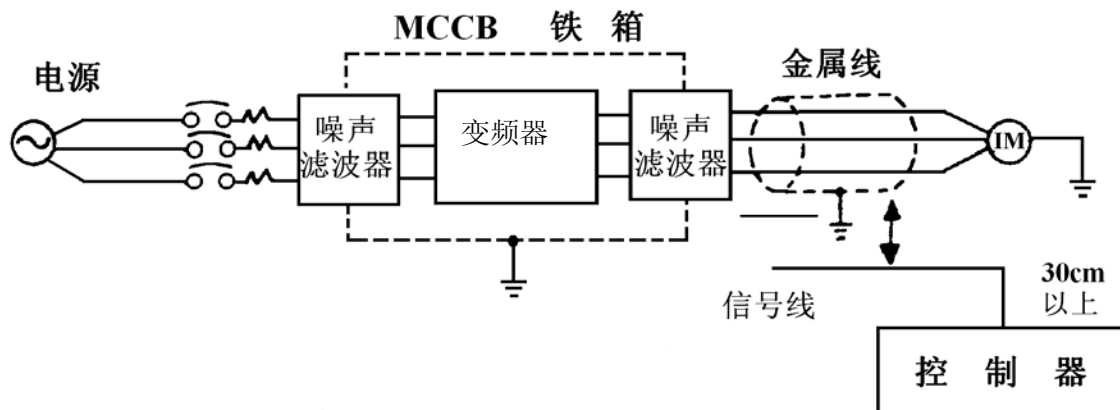 MCCB 铁 箱
电源
金属线
噪声
滤波器
变频器
噪声
滤波器
IM
信号线
30cm
以上
控 制 器